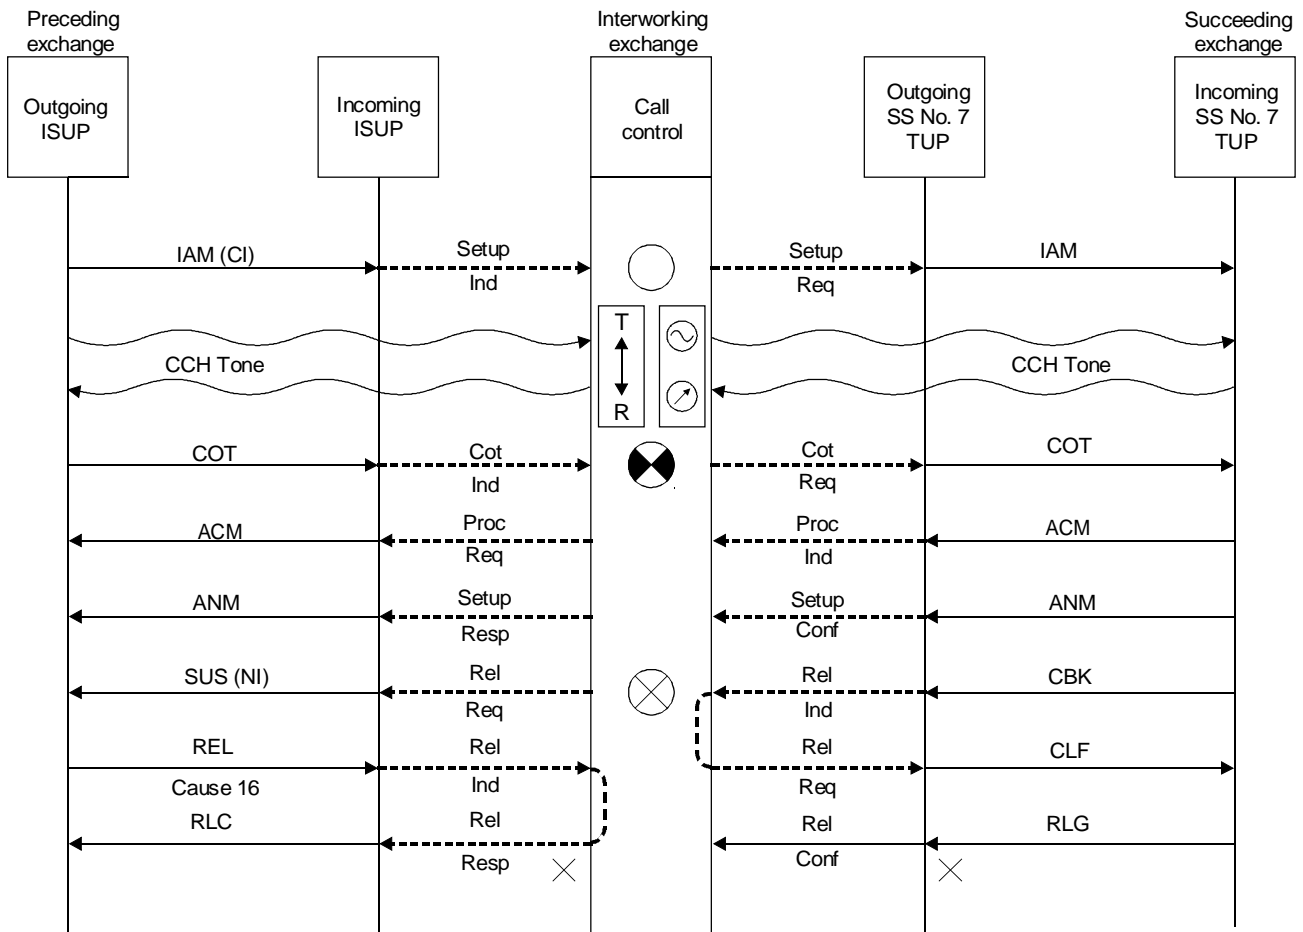 Preceding
exchange
Interworking
exchange
Succeeding
exchange
Outgoing
ISUP
Incoming
ISUP
Call
control
Outgoing
SS No. 7
TUP
Incoming
SS No. 7
TUP
IAM (CI)
Setup
Ind
Setup
Req
IAM
T
R
CCH Tone
CCH Tone
COT
Cot
Ind
Cot
Req
COT
ACM
Proc
Req
Proc
Ind
ACM
ANM
Setup
Resp
Setup
Conf
ANM
SUS (NI)
Rel
Req
Rel
Ind
CBK
REL
Cause 16
Rel
Ind
Rel
Req
CLF
RLC
Rel
Resp
Rel
Conf
RLG